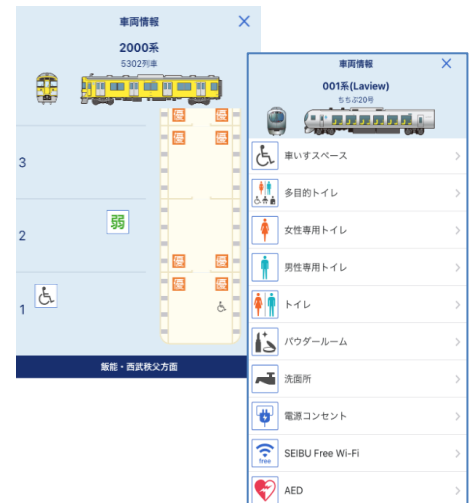 車両情報
2000系
5302列車
優 優
優 優
3
弱
2
優 優
優 優
1
飯能・西武秩父方面
車両情報
001系(Laview)
ちちぶ20号
車いすスペース
多目的トイレ
女性専用トイレ
男性専用トイレ
トイレ
パウダールーム
洗面所
電源コンセント
free
SEIBU Free Wi-Fi
AED